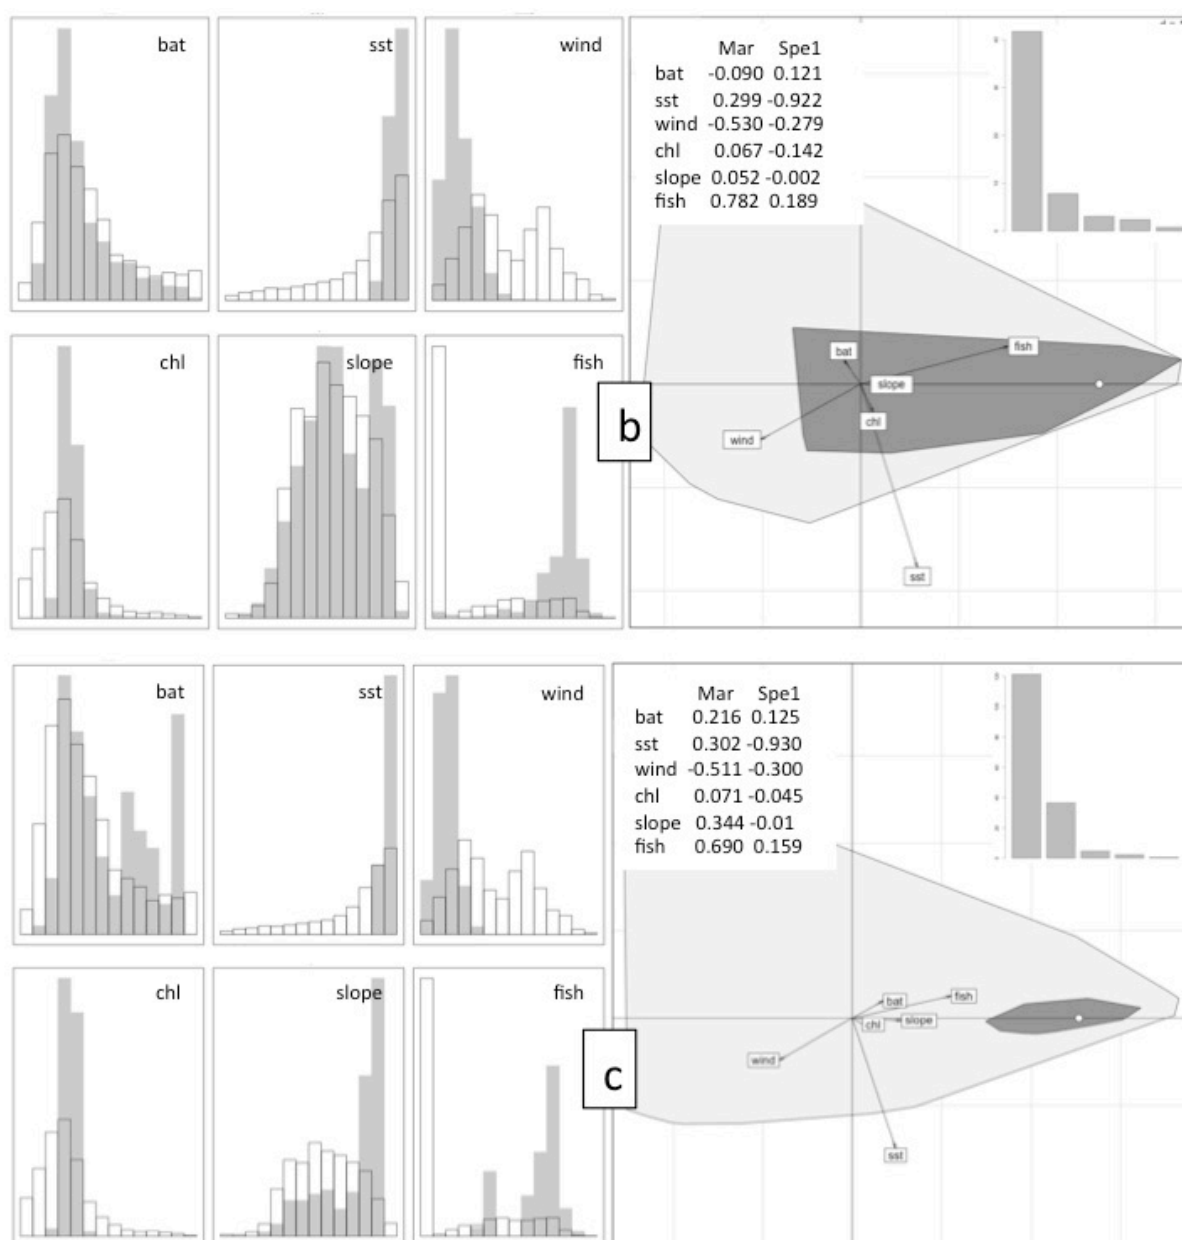 bat
sst
wind
Mar Spe1
bat -0.090 0.121
sst 0.299 -0.922
wind -0.530 -0.279
chl 0.067 -0.142
slope 0.052 -0.002
fish 0.782 0.189
chl
slope
fish
b
bat
fish
slope
chl
wind
sst
bat
sst
wind
Mar Spe1
bat 0.216 0.125
sst 0.302 -0.930
wind -0.511 -0.300
chl 0.071 -0.045
slope 0.344 -0.01
fish 0.690 0.159
chl
slope
fish
c
bat
fish
chl
slope
wind
sst